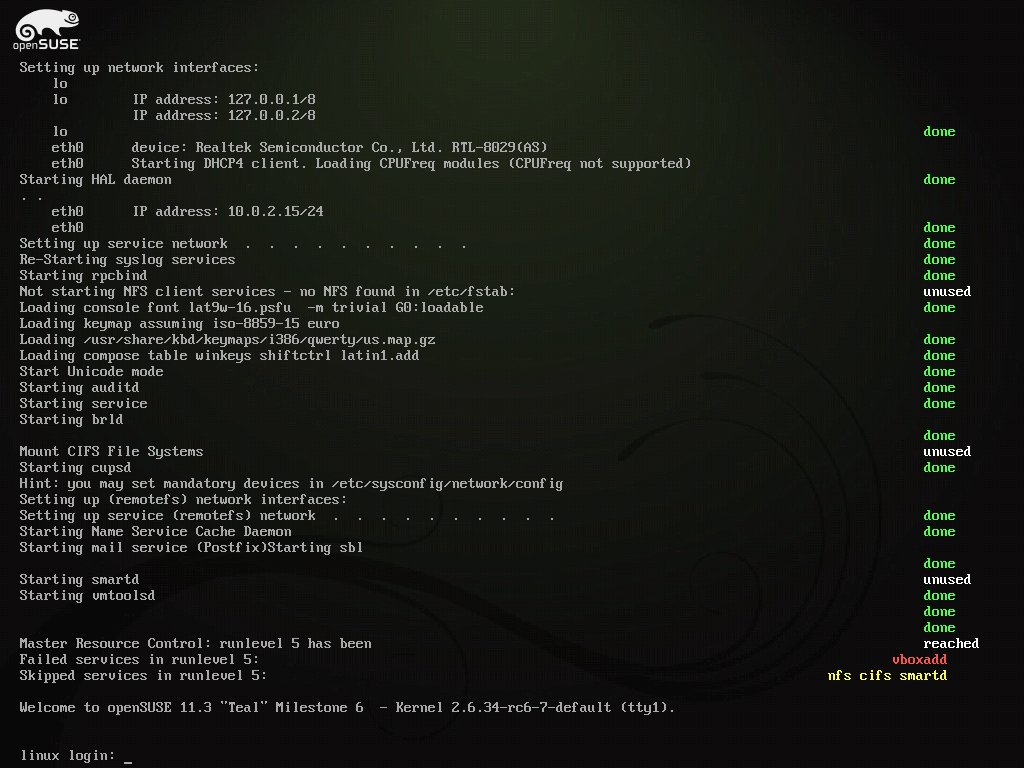 openSUSE
Setting up network interfaces:
lo
lo IP address: 127.0.0.1/8
IP address: 127.0.0.2/8
lo done
eth0 device: Realtek Semiconductor Co., Ltd. RTL-8029(AS)
eth0 Starting DHCP4 client. Loading CPUFreq modules (CPUFreq not supported)
Starting HAL daemon done
. .
eth0 IP address: 10.0.2.15/24
eth0 done
Setting up service network . . . . . . . . . . done
Re-Starting syslog services done
Starting rpcbind done
Not starting NFS client services - no NFS found in /etc/fstab: unused
Loading console font lat9w-16.psfu -m trivial G0:loadable done
Loading keymap assuming iso-8859-15 euro
Loading /usr/share/kbd/keymaps/i386/qwerty/us.map.gz done
Loading compose table winkeys shiftctrl latin1.add done
Start Unicode mode done
Starting auditd done
Starting service done
Starting brld
done
Mount CIFS File Systems unused
Starting cupsd done
Hint: you may set mandatory devices in /etc/sysconfig/network/config
Setting up (remotefs) network interfaces:
Setting up service (remotefs) network . . . . . . . . . . done
Starting Name Service Cache Daemon done
Starting mail service (Postfix)Starting sbl
done
Starting smartd unused
Starting vmtoolsd done
done
done
Master Resource Control: runlevel 5 has been reached
Failed services in runlevel 5: vboxadd
Skipped services in runlevel 5: nfs cifs smartd
Welcome to openSUSE 11.3 "Teal" Milestone 6 - Kernel 2.6.34-rc6-7-default (tty1).
linux login: _